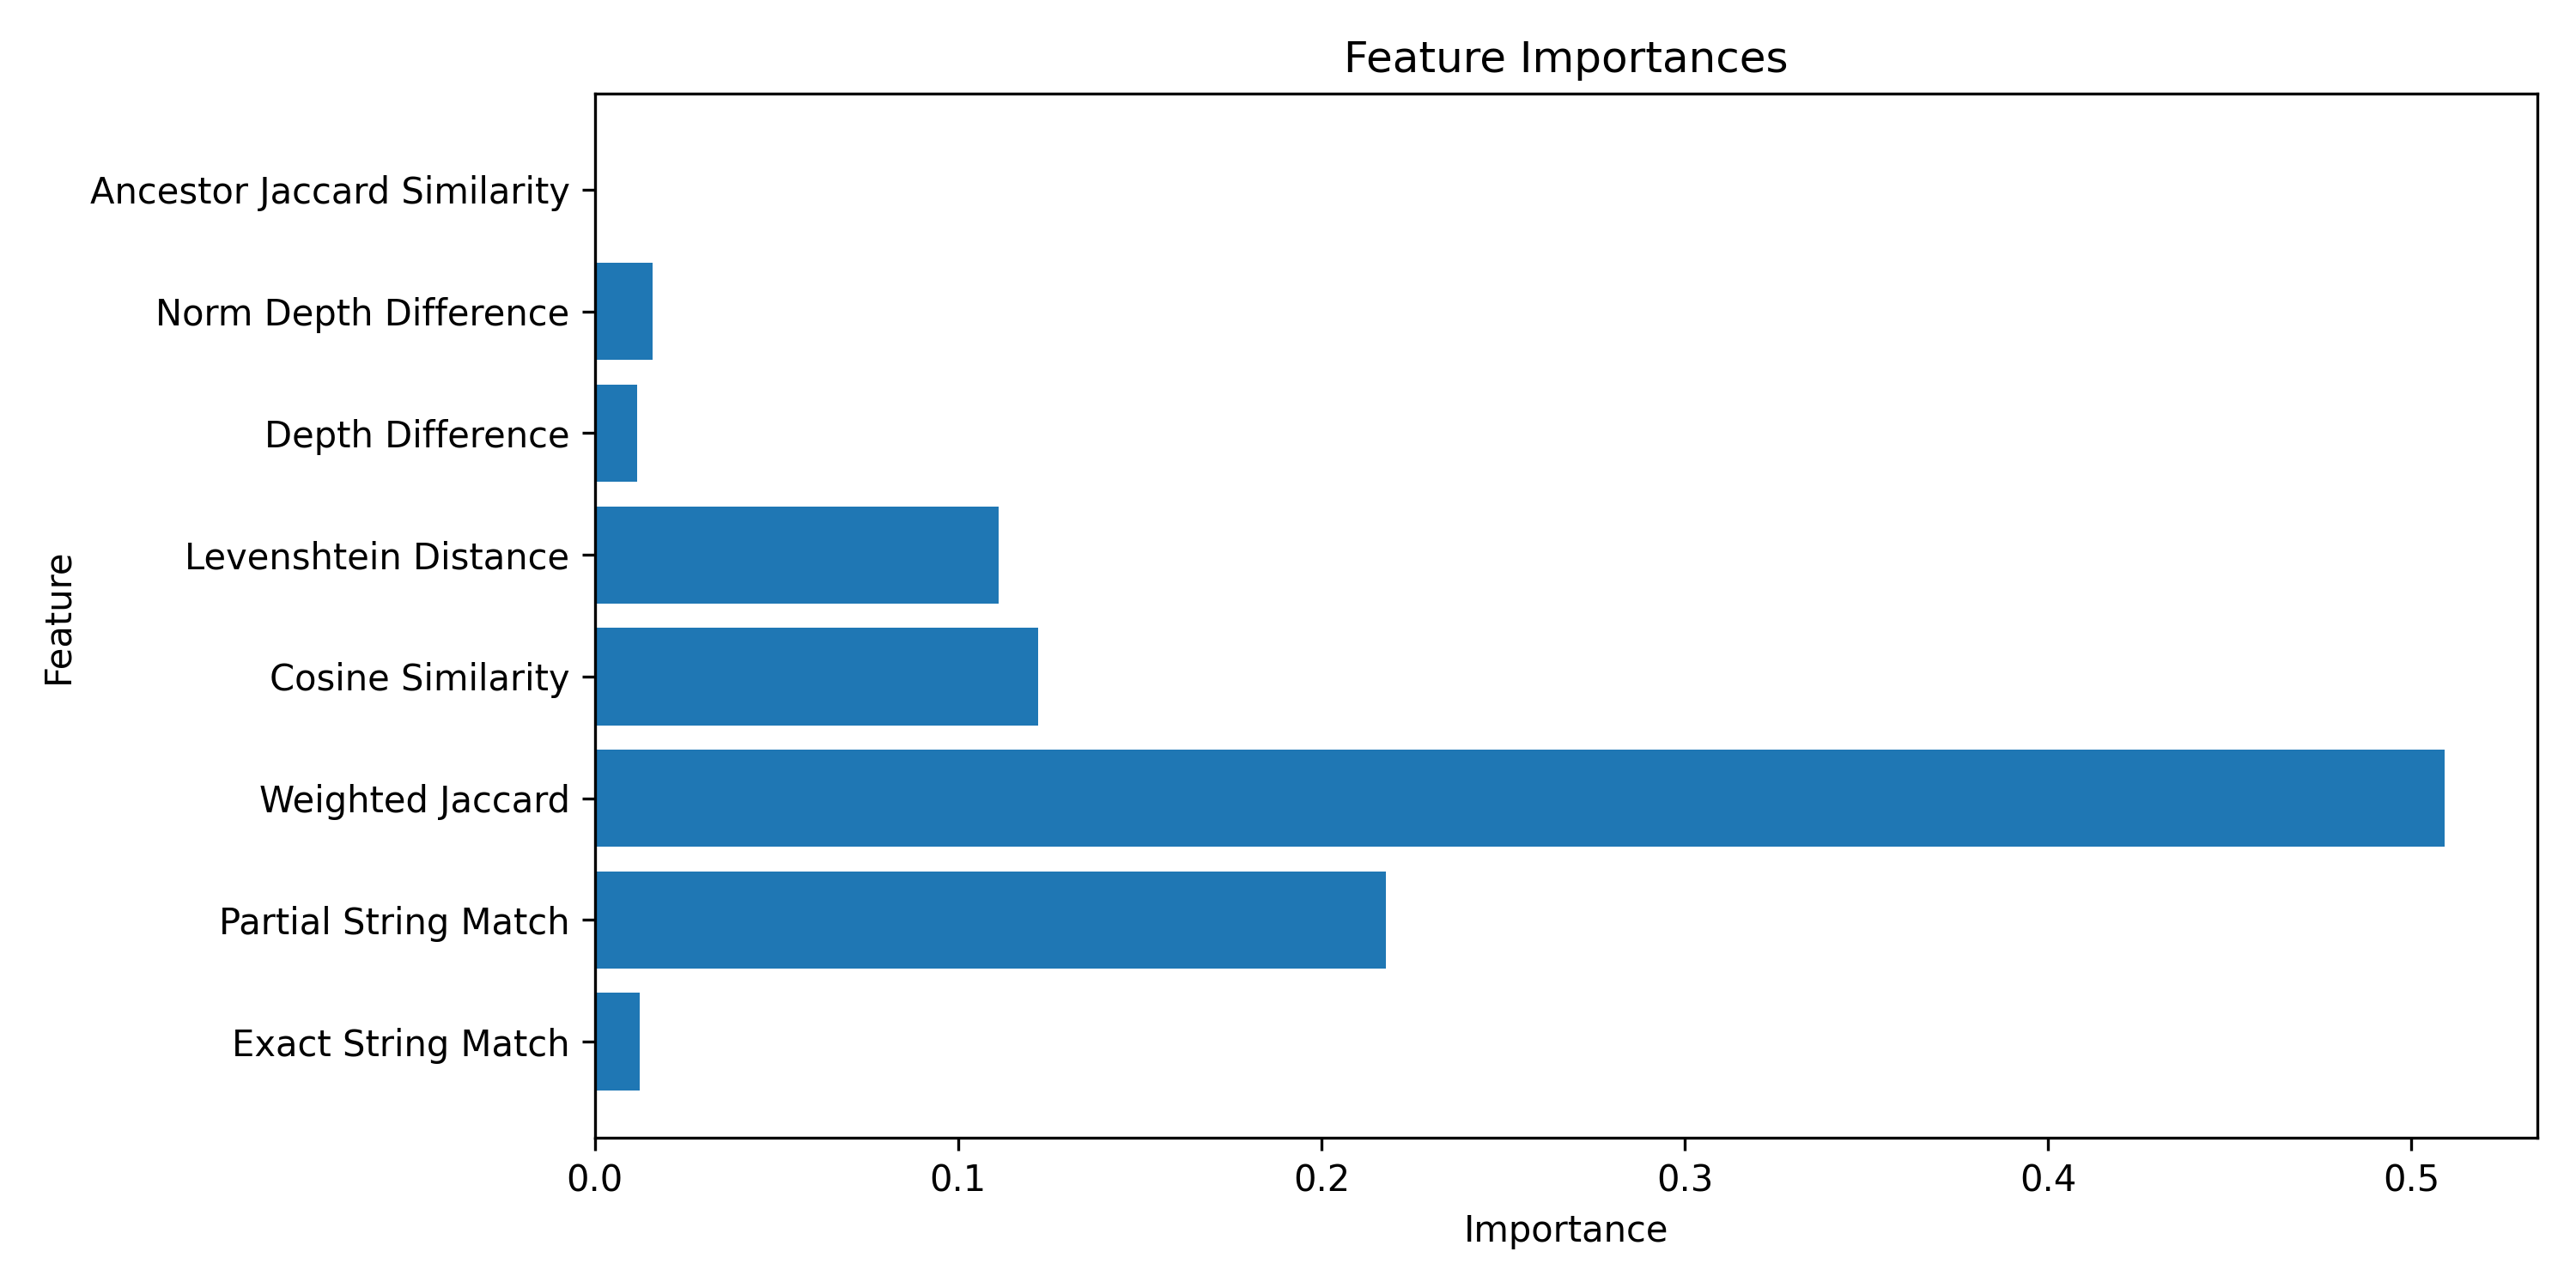 Feature Importances
Ancestor Jaccard Similarity
Norm Depth Difference
Depth Difference
Levenshtein Distance
Cosine Similarity
Weighted Jaccard
Partial String Match
Exact String Match
Feature
0.0 0.1 0.2 0.3 0.4 0.5
Importance